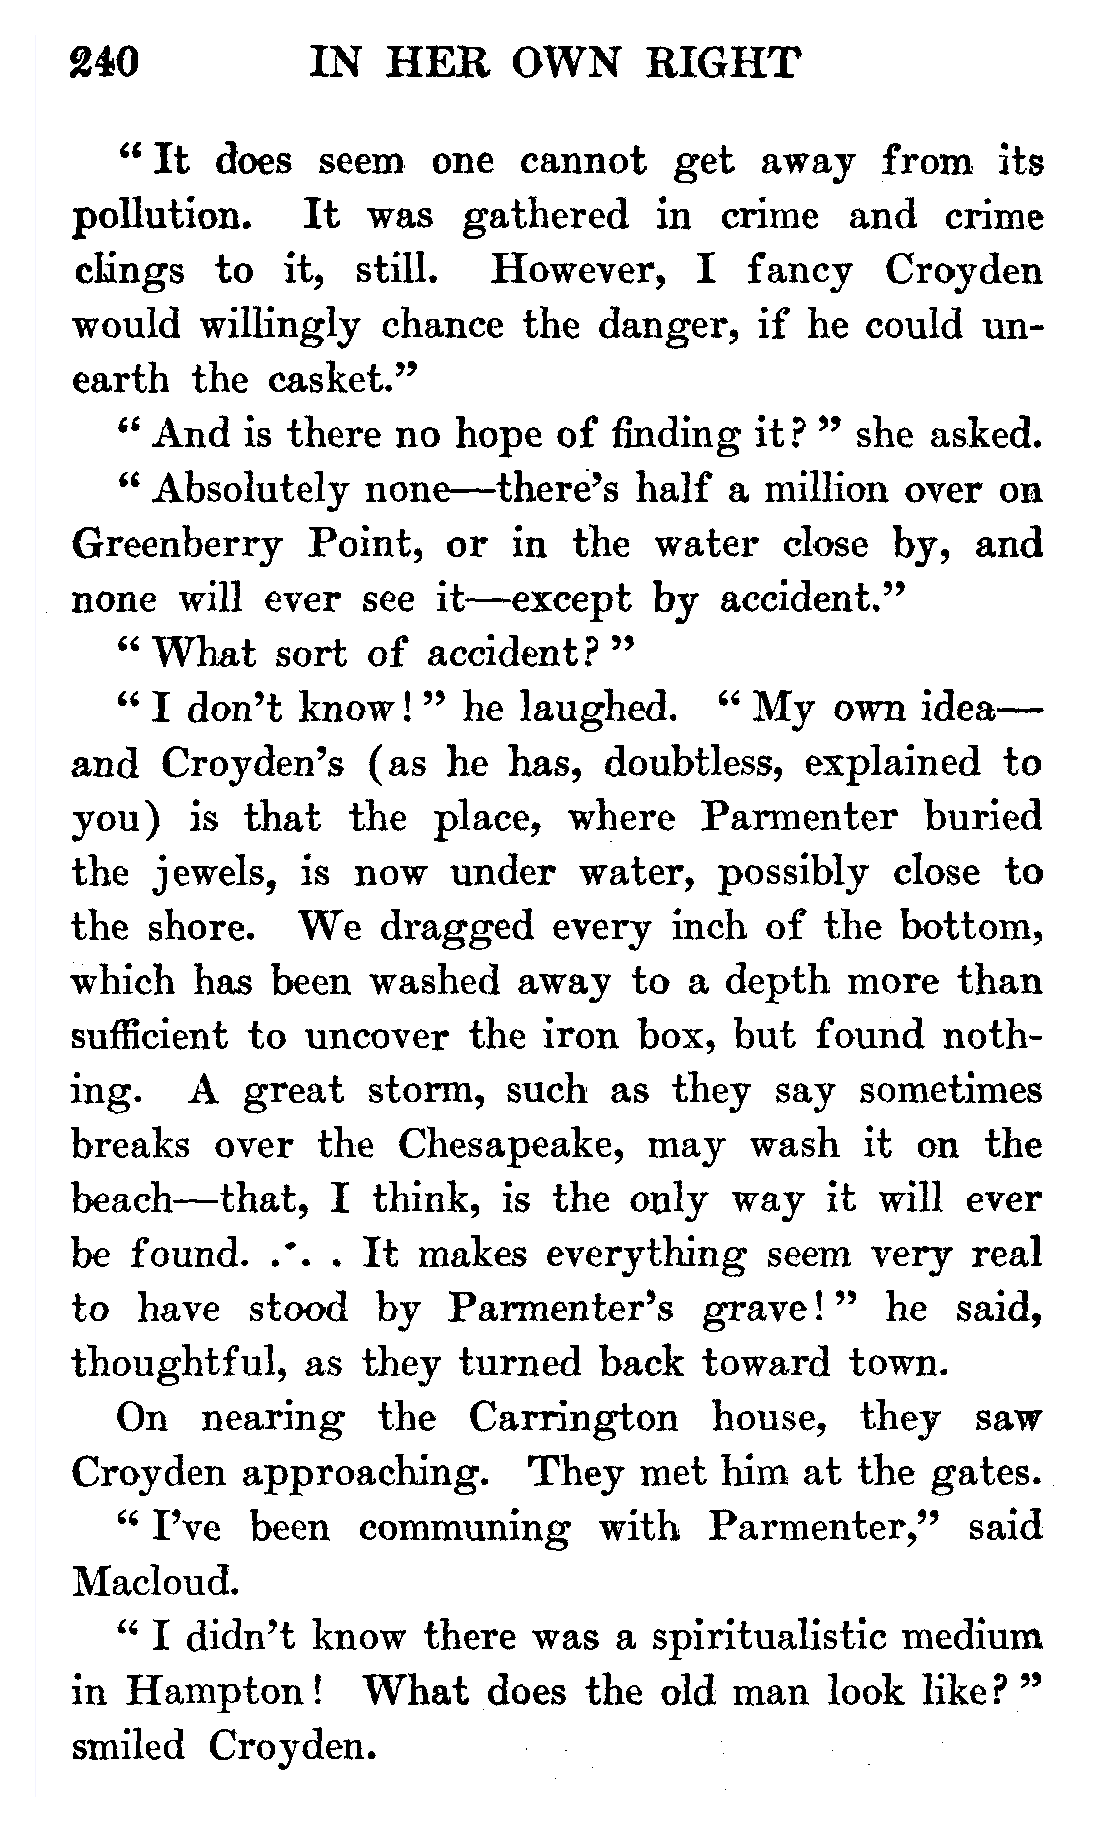 240 IN HER OWN RIGHT
“ It does seem one cannot get away from its
pollution. It was gathered in crime and crime
clings to it, still. However, I fancy Croyden
would willingly chance the danger, if he could un-
earth the casket.”
“ And is there no hope of finding it? ” she asked.
“ Absolutely none—there’s half a million over on
Greenberry Point, or in the water close by, and
none will ever see it—except by accident.”
“ What sort of accident? ”
“ I don’t know! ” he laughed. “ My own idea—
and Croyden’s (as he has, doubtless, explained to
you) is that the place, where Parmenter buried
the jewels, is now under water, possibly close to
the shore. We dragged every inch of the bottom,
which has been washed away to a depth more than
sufficient to uncover the iron box, but found noth-
ing. A great storm, such as they say sometimes
breaks over the Chesapeake, may wash it on the
beach—that, I think, is the only way it will ever
be found. . . . It makes everything seem very real
to have stood by Parmenter’s grave! ” he said,
thoughtful, as they turned back toward town.
On nearing the Carrington house, they saw
Croyden approaching. They met him at the gates.
“ I’ve been communing with Parmenter,” said
Macloud.
“ I didn’t know there was a spiritualistic medium
in Hampton! What does the old man look like? ”
smiled Croyden.